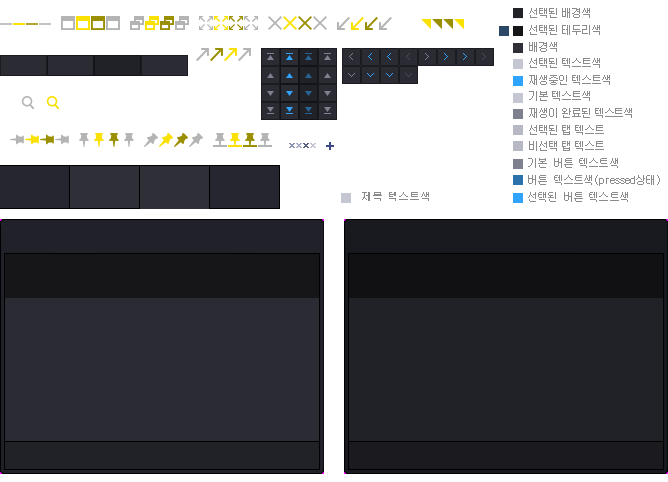 선택된 배경색
선택된 테두리색
배경색
선택된 텍스트색
재생중인 텍스트색
기본 텍스트색
재생이 완료된 텍스트색
선택된 탭 텍스트
비선택 탭 텍스트
기본 버튼 텍스트색
버튼 텍스트색(pressed상태)
선택된 버튼 텍스트색
제목 텍스트색